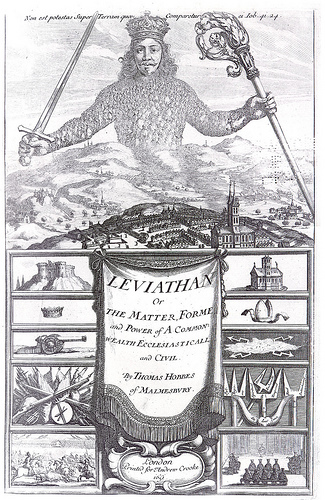 Non est potestas Super Terram quae Comparetur ei Iob. 41. 24
LEVIATHAN
Or
THE MATTER, FORME
and POWER of A COMMON-
WEALTH ECCLESIASTICALL
and CIVIL.
By THOMAS HOBBES
of MALMESBURY.
London
Printed for Andrew Crooke
1651